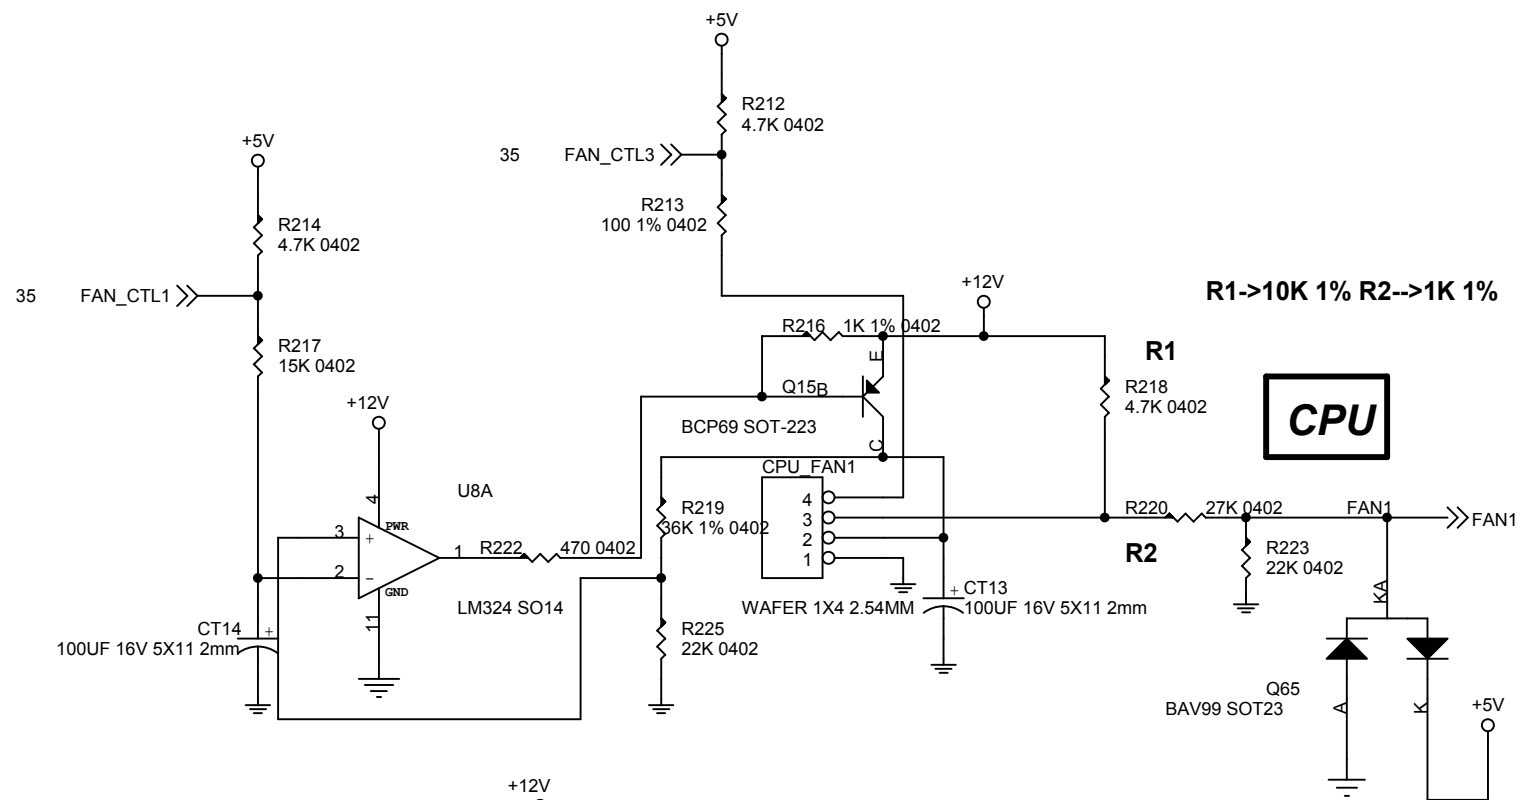 +5V
R212
4.7K 0402
+5V
35 FAN_CTL3
R213
100 1% 0402
R214
4.7K 0402
+12V
35 FAN_CTL1
R1->10K 1% R2-->1K 1%
R216 1K 1% 0402
R217
15K 0402
E
R1
Q15
B
R218
4.7K 0402
+12V
CPU
BCP69 SOT-223
C
CPU_FAN1
4
U8A
4
R219
36K 1% 0402
R220 27K 0402
FAN1
FAN1
3
PWR
3
+
2
R2
1
R222 470 0402
1
R223
22K 0402
2
-
GND
KA
LM324 SO14
WAFER 1X4 2.54MM
+
CT13
100UF 16V 5X11 2mm
11
CT14
+
100UF 16V 5X11 2mm
R225
22K 0402
Q65
BAV99 SOT23
A
K
+5V
+12V